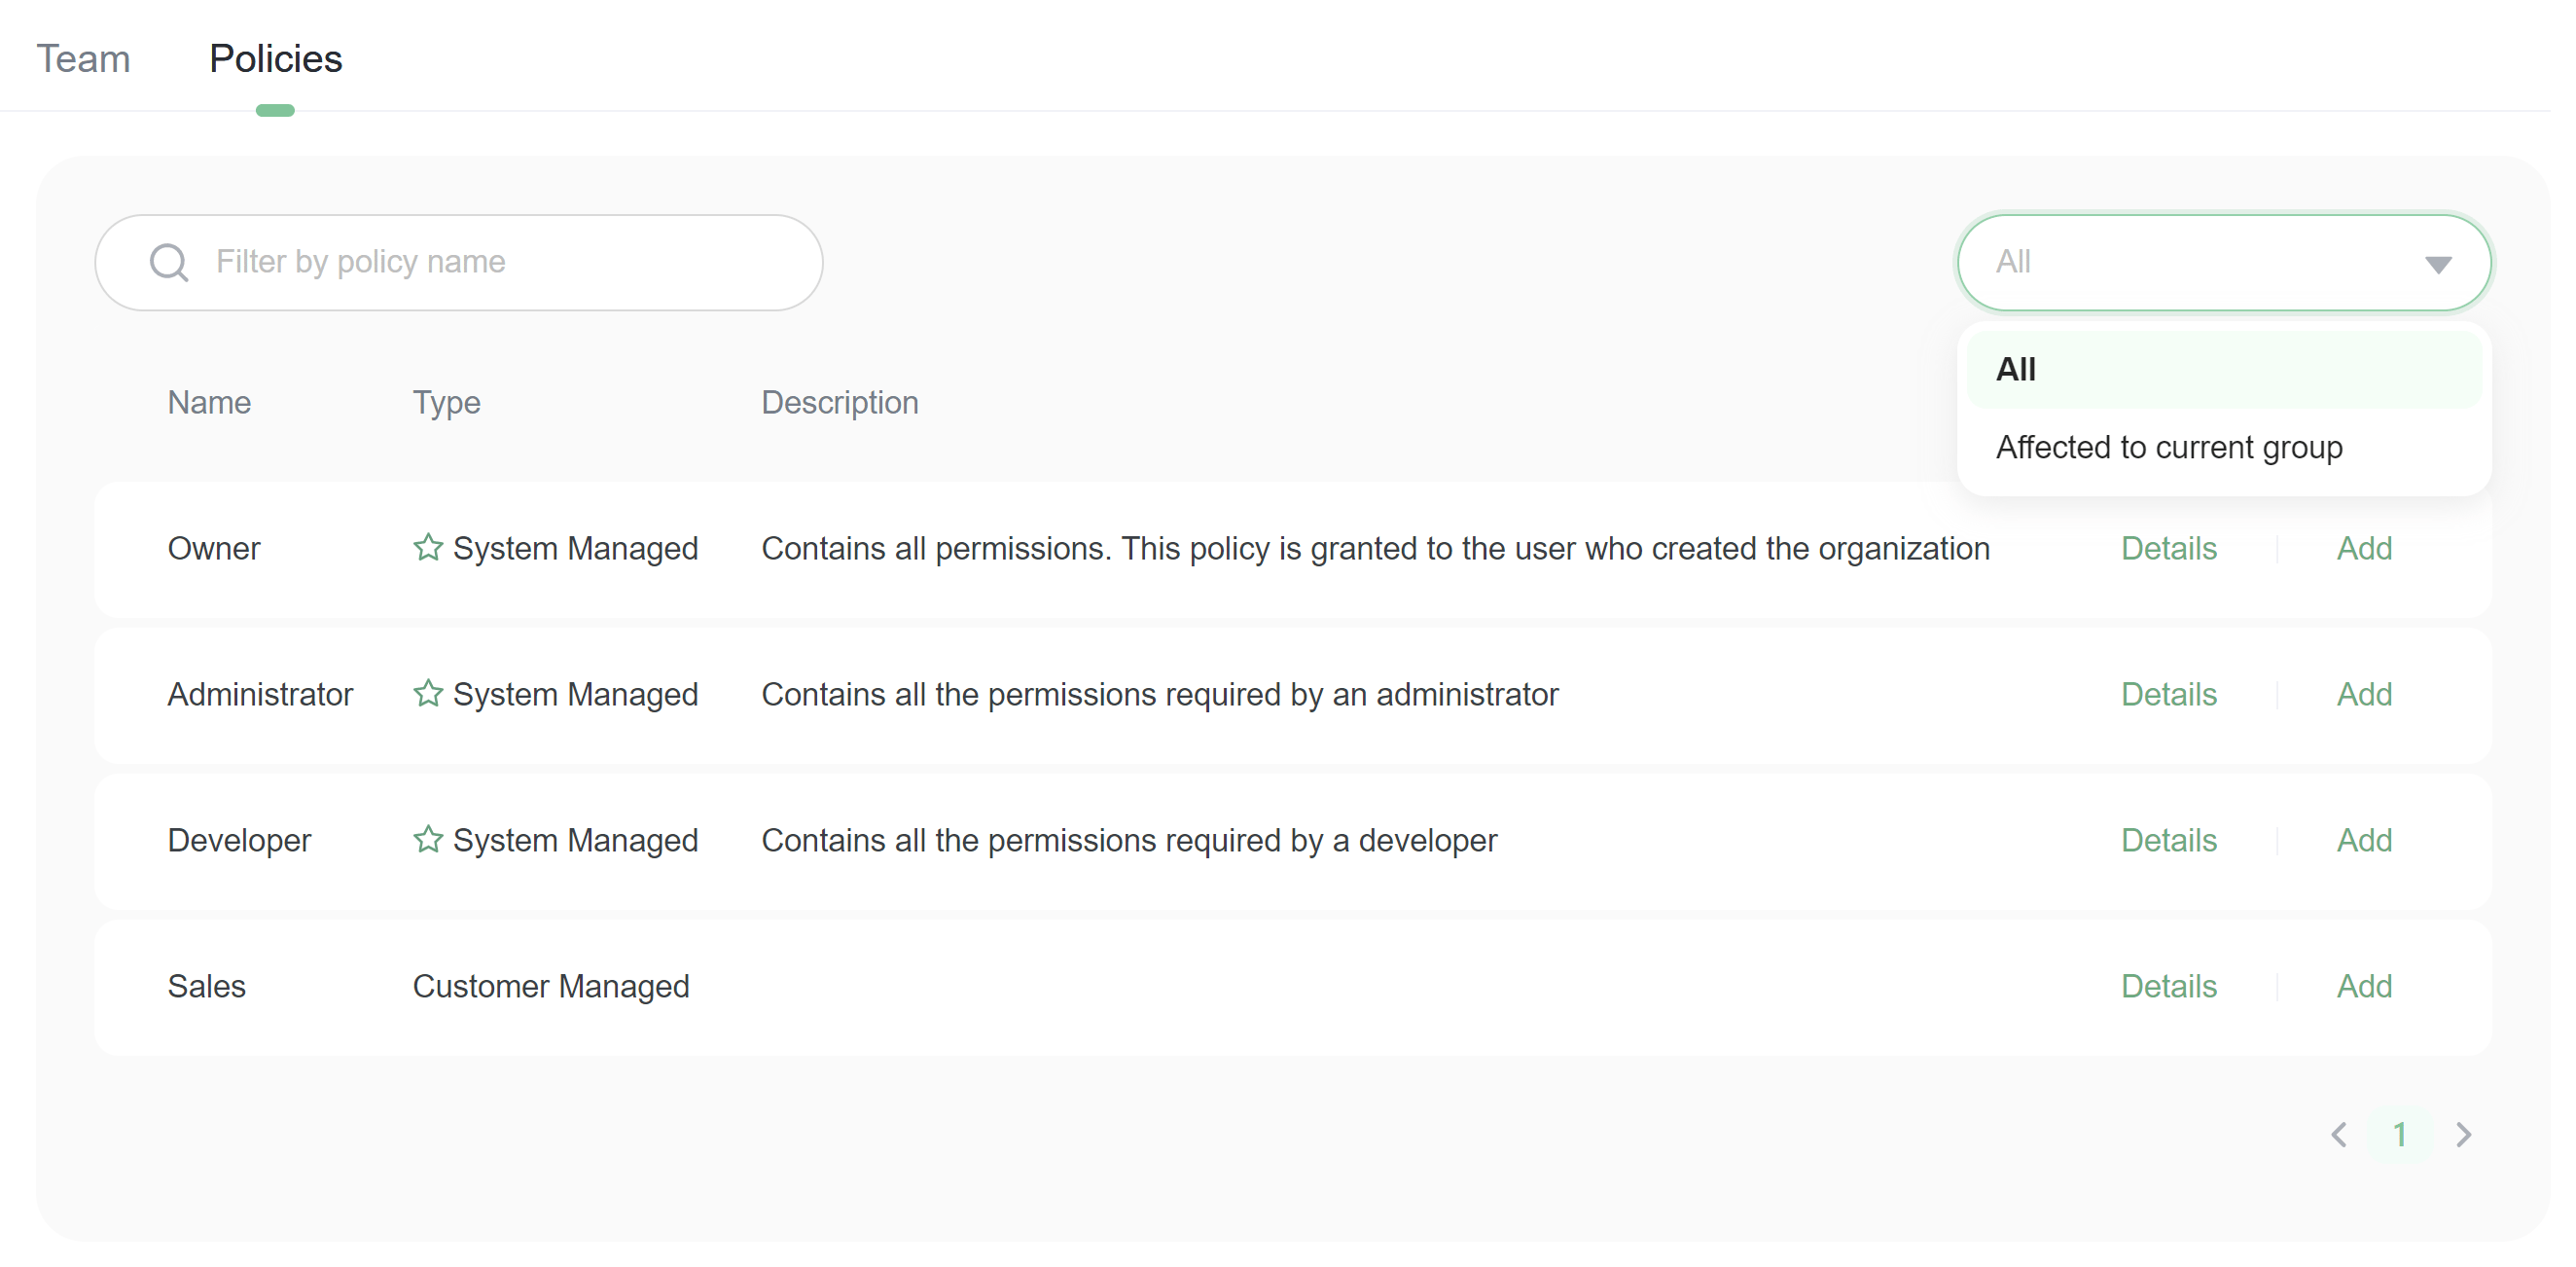 Team Policies
Filter by policy name
All
All
Affected to current group
Name Type Description
Owner System Managed Contains all permissions. This policy is granted to the user who created the organization Details Add
Administrator System Managed Contains all the permissions required by an administrator Details Add
Developer System Managed Contains all the permissions required by a developer Details Add
Sales Customer Managed Details Add
1